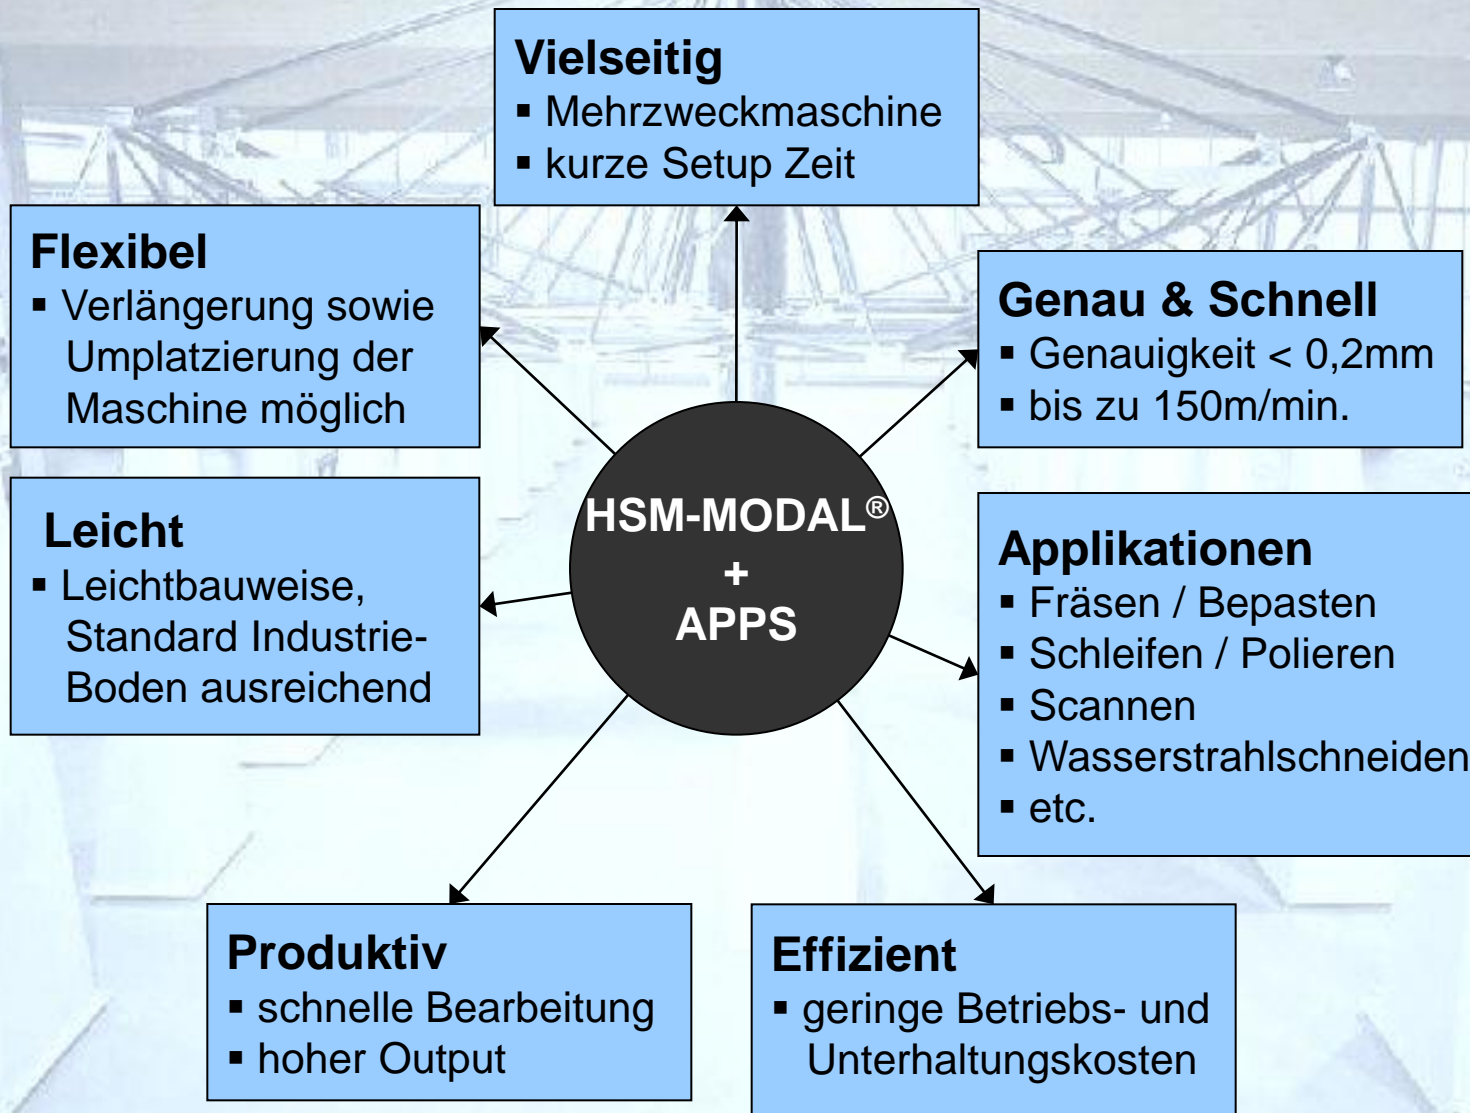 Vielseitig
▪ Mehrzweckmaschine
▪ kurze Setup Zeit
Flexibel
▪ Verlängerung sowie
Umplatzierung der
Maschine möglich
Genau & Schnell
▪ Genauigkeit < 0,2mm
▪ bis zu 150m/min.
Leicht
▪ Leichtbauweise,
Standard Industrie-
Boden ausreichend
HSM-MODAL®
+
APPS
Applikationen
▪ Fräsen / Bepasten
▪ Schleifen / Polieren
▪ Scannen
▪ Wasserstrahlschneiden
▪ etc.
Produktiv
▪ schnelle Bearbeitung
▪ hoher Output
Effizient
▪ geringe Betriebs- und
Unterhaltungskosten